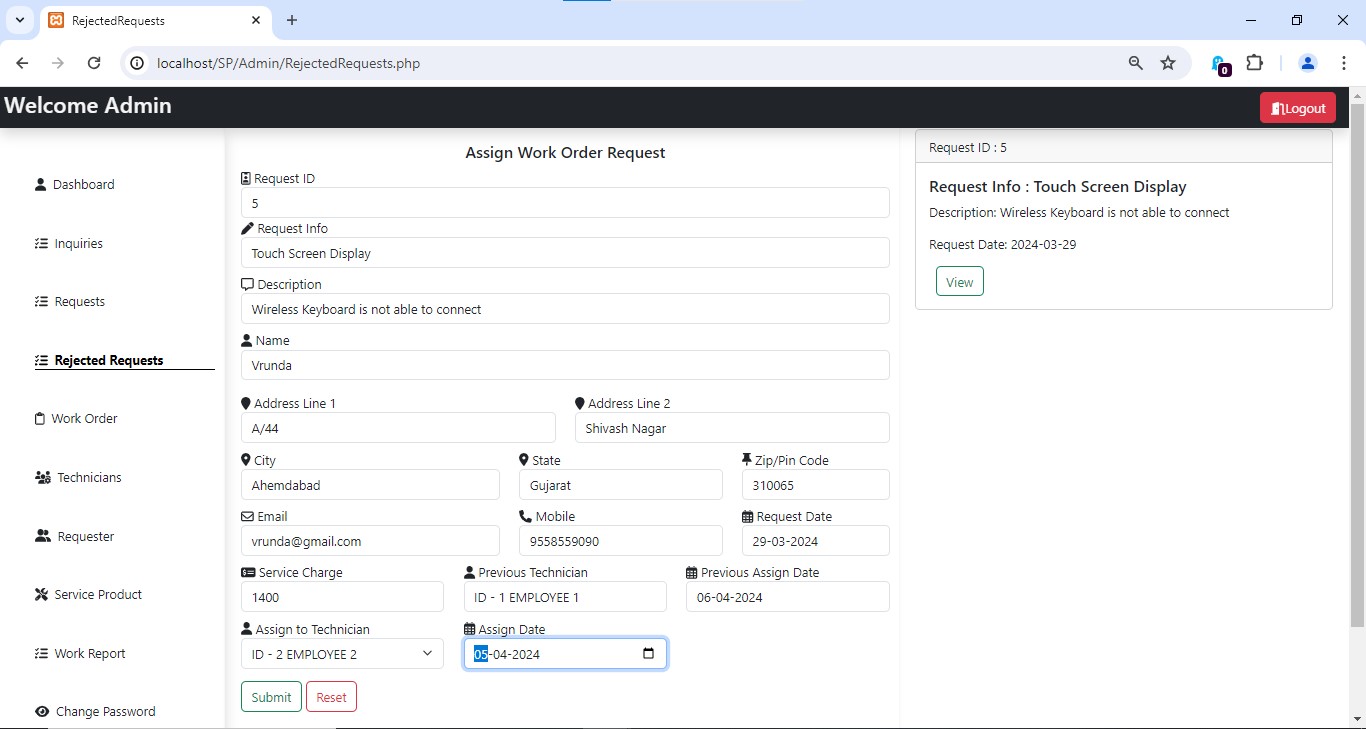 RejectedRequests
localhost/SP/Admin/RejectedRequests.php
0
Welcome Admin
Logout
Dashboard
Inquiries
Requests
Rejected Requests
Work Order
Technicians
Requester
Service Product
Work Report
Change Password
Assign Work Order Request
Request ID
5
Request Info
Touch Screen Display
Description
Wireless Keyboard is not able to connect
Name
Vrunda
Address Line 1 Address Line 2
A/44 Shivash Nagar
City State Zip/Pin Code
Ahemdabad Gujarat 310065
Email Mobile Request Date
vrunda@gmail.com 9558559090 29-03-2024
Service Charge Previous Technician Previous Assign Date
1400 ID - 1 EMPLOYEE 1 06-04-2024
Assign to Technician Assign Date
ID - 2 EMPLOYEE 2 05-04-2024
Submit Reset
Request ID : 5
Request Info : Touch Screen Display
Description: Wireless Keyboard is not able to connect
Request Date: 2024-03-29
View